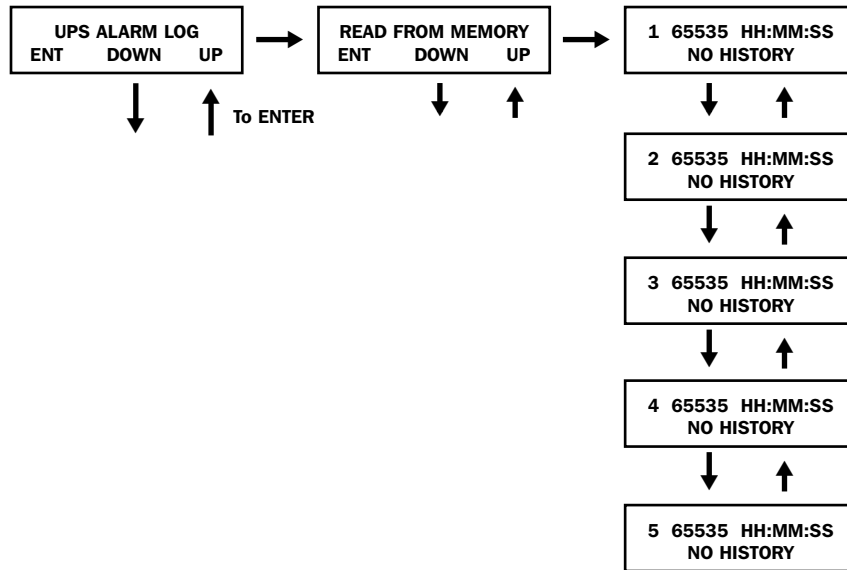 UPS ALARM LOG
ENT DOWN UP
READ FROM MEMORY
ENT DOWN UP
1 65535 HH:MM:SS
NO HISTORY
To ENTER
2 65535 HH:MM:SS
NO HISTORY
3 65535 HH:MM:SS
NO HISTORY
4 65535 HH:MM:SS
NO HISTORY
5 65535 HH:MM:SS
NO HISTORY